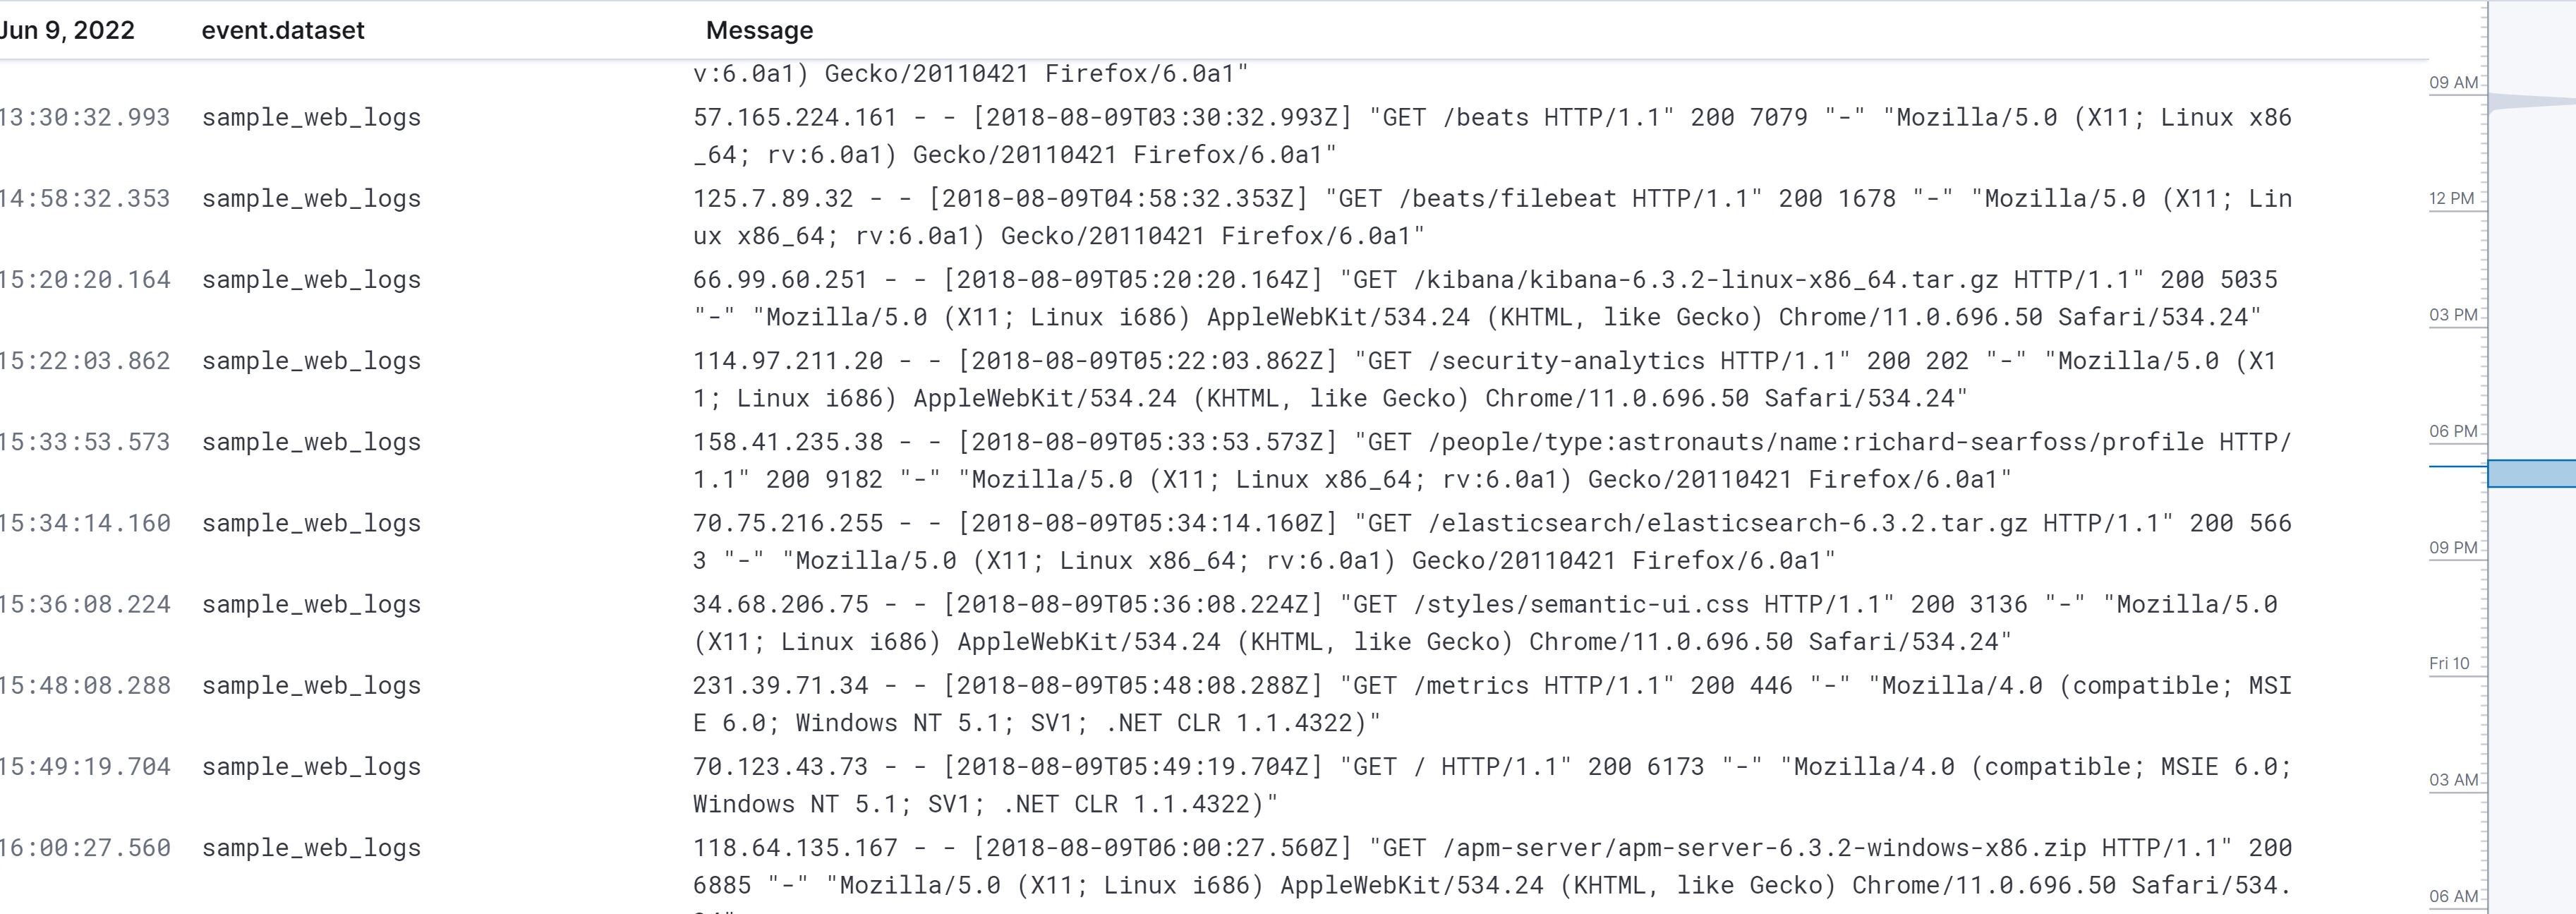 Jun 9, 2022 event.dataset Message
v:6.0a1) Gecko/20110421 Firefox/6.0a1"
13:30:32.993 sample_web_logs 57.165.224.161 - - [2018-08-09T03:30:32.993Z] "GET /beats HTTP/1.1" 200 7079 "-" "Mozilla/5.0 (X11; Linux x86
_64; rv:6.0a1) Gecko/20110421 Firefox/6.0a1"
14:58:32.353 sample_web_logs 125.7.89.32 - - [2018-08-09T04:58:32.353Z] "GET /beats/filebeat HTTP/1.1" 200 1678 "-" "Mozilla/5.0 (X11; Lin
ux x86_64; rv:6.0a1) Gecko/20110421 Firefox/6.0a1"
15:20:20.164 sample_web_logs 66.99.60.251 - - [2018-08-09T05:20:20.164Z] "GET /kibana/kibana-6.3.2-linux-x86_64.tar.gz HTTP/1.1" 200 5035
"-" "Mozilla/5.0 (X11; Linux i686) AppleWebKit/534.24 (KHTML, like Gecko) Chrome/11.0.696.50 Safari/534.24"
15:22:03.862 sample_web_logs 114.97.211.20 - - [2018-08-09T05:22:03.862Z] "GET /security-analytics HTTP/1.1" 200 202 "-" "Mozilla/5.0 (X1
1; Linux i686) AppleWebKit/534.24 (KHTML, like Gecko) Chrome/11.0.696.50 Safari/534.24"
15:33:53.573 sample_web_logs 158.41.235.38 - - [2018-08-09T05:33:53.573Z] "GET /people/type:astronauts/name:richard-searfoss/profile HTTP/
1.1" 200 9182 "-" "Mozilla/5.0 (X11; Linux x86_64; rv:6.0a1) Gecko/20110421 Firefox/6.0a1"
15:34:14.160 sample_web_logs 70.75.216.255 - - [2018-08-09T05:34:14.160Z] "GET /elasticsearch/elasticsearch-6.3.2.tar.gz HTTP/1.1" 200 566
3 "-" "Mozilla/5.0 (X11; Linux x86_64; rv:6.0a1) Gecko/20110421 Firefox/6.0a1"
15:36:08.224 sample_web_logs 34.68.206.75 - - [2018-08-09T05:36:08.224Z] "GET /styles/semantic-ui.css HTTP/1.1" 200 3136 "-" "Mozilla/5.0
(X11; Linux i686) AppleWebKit/534.24 (KHTML, like Gecko) Chrome/11.0.696.50 Safari/534.24"
15:48:08.288 sample_web_logs 231.39.71.34 - - [2018-08-09T05:48:08.288Z] "GET /metrics HTTP/1.1" 200 446 "-" "Mozilla/4.0 (compatible; MSI
E 6.0; Windows NT 5.1; SV1; .NET CLR 1.1.4322)"
15:49:19.704 sample_web_logs 70.123.43.73 - - [2018-08-09T05:49:19.704Z] "GET / HTTP/1.1" 200 6173 "-" "Mozilla/4.0 (compatible; MSIE 6.0;
Windows NT 5.1; SV1; .NET CLR 1.1.4322)"
16:00:27.560 sample_web_logs 118.64.135.167 - - [2018-08-09T06:00:27.560Z] "GET /apm-server/apm-server-6.3.2-windows-x86.zip HTTP/1.1" 200
6885 "-" "Mozilla/5.0 (X11; Linux i686) AppleWebKit/534.24 (KHTML, like Gecko) Chrome/11.0.696.50 Safari/534.
09 AM
12 PM
03 PM
06 PM
09 PM
Fri 10
03 AM
06 AM